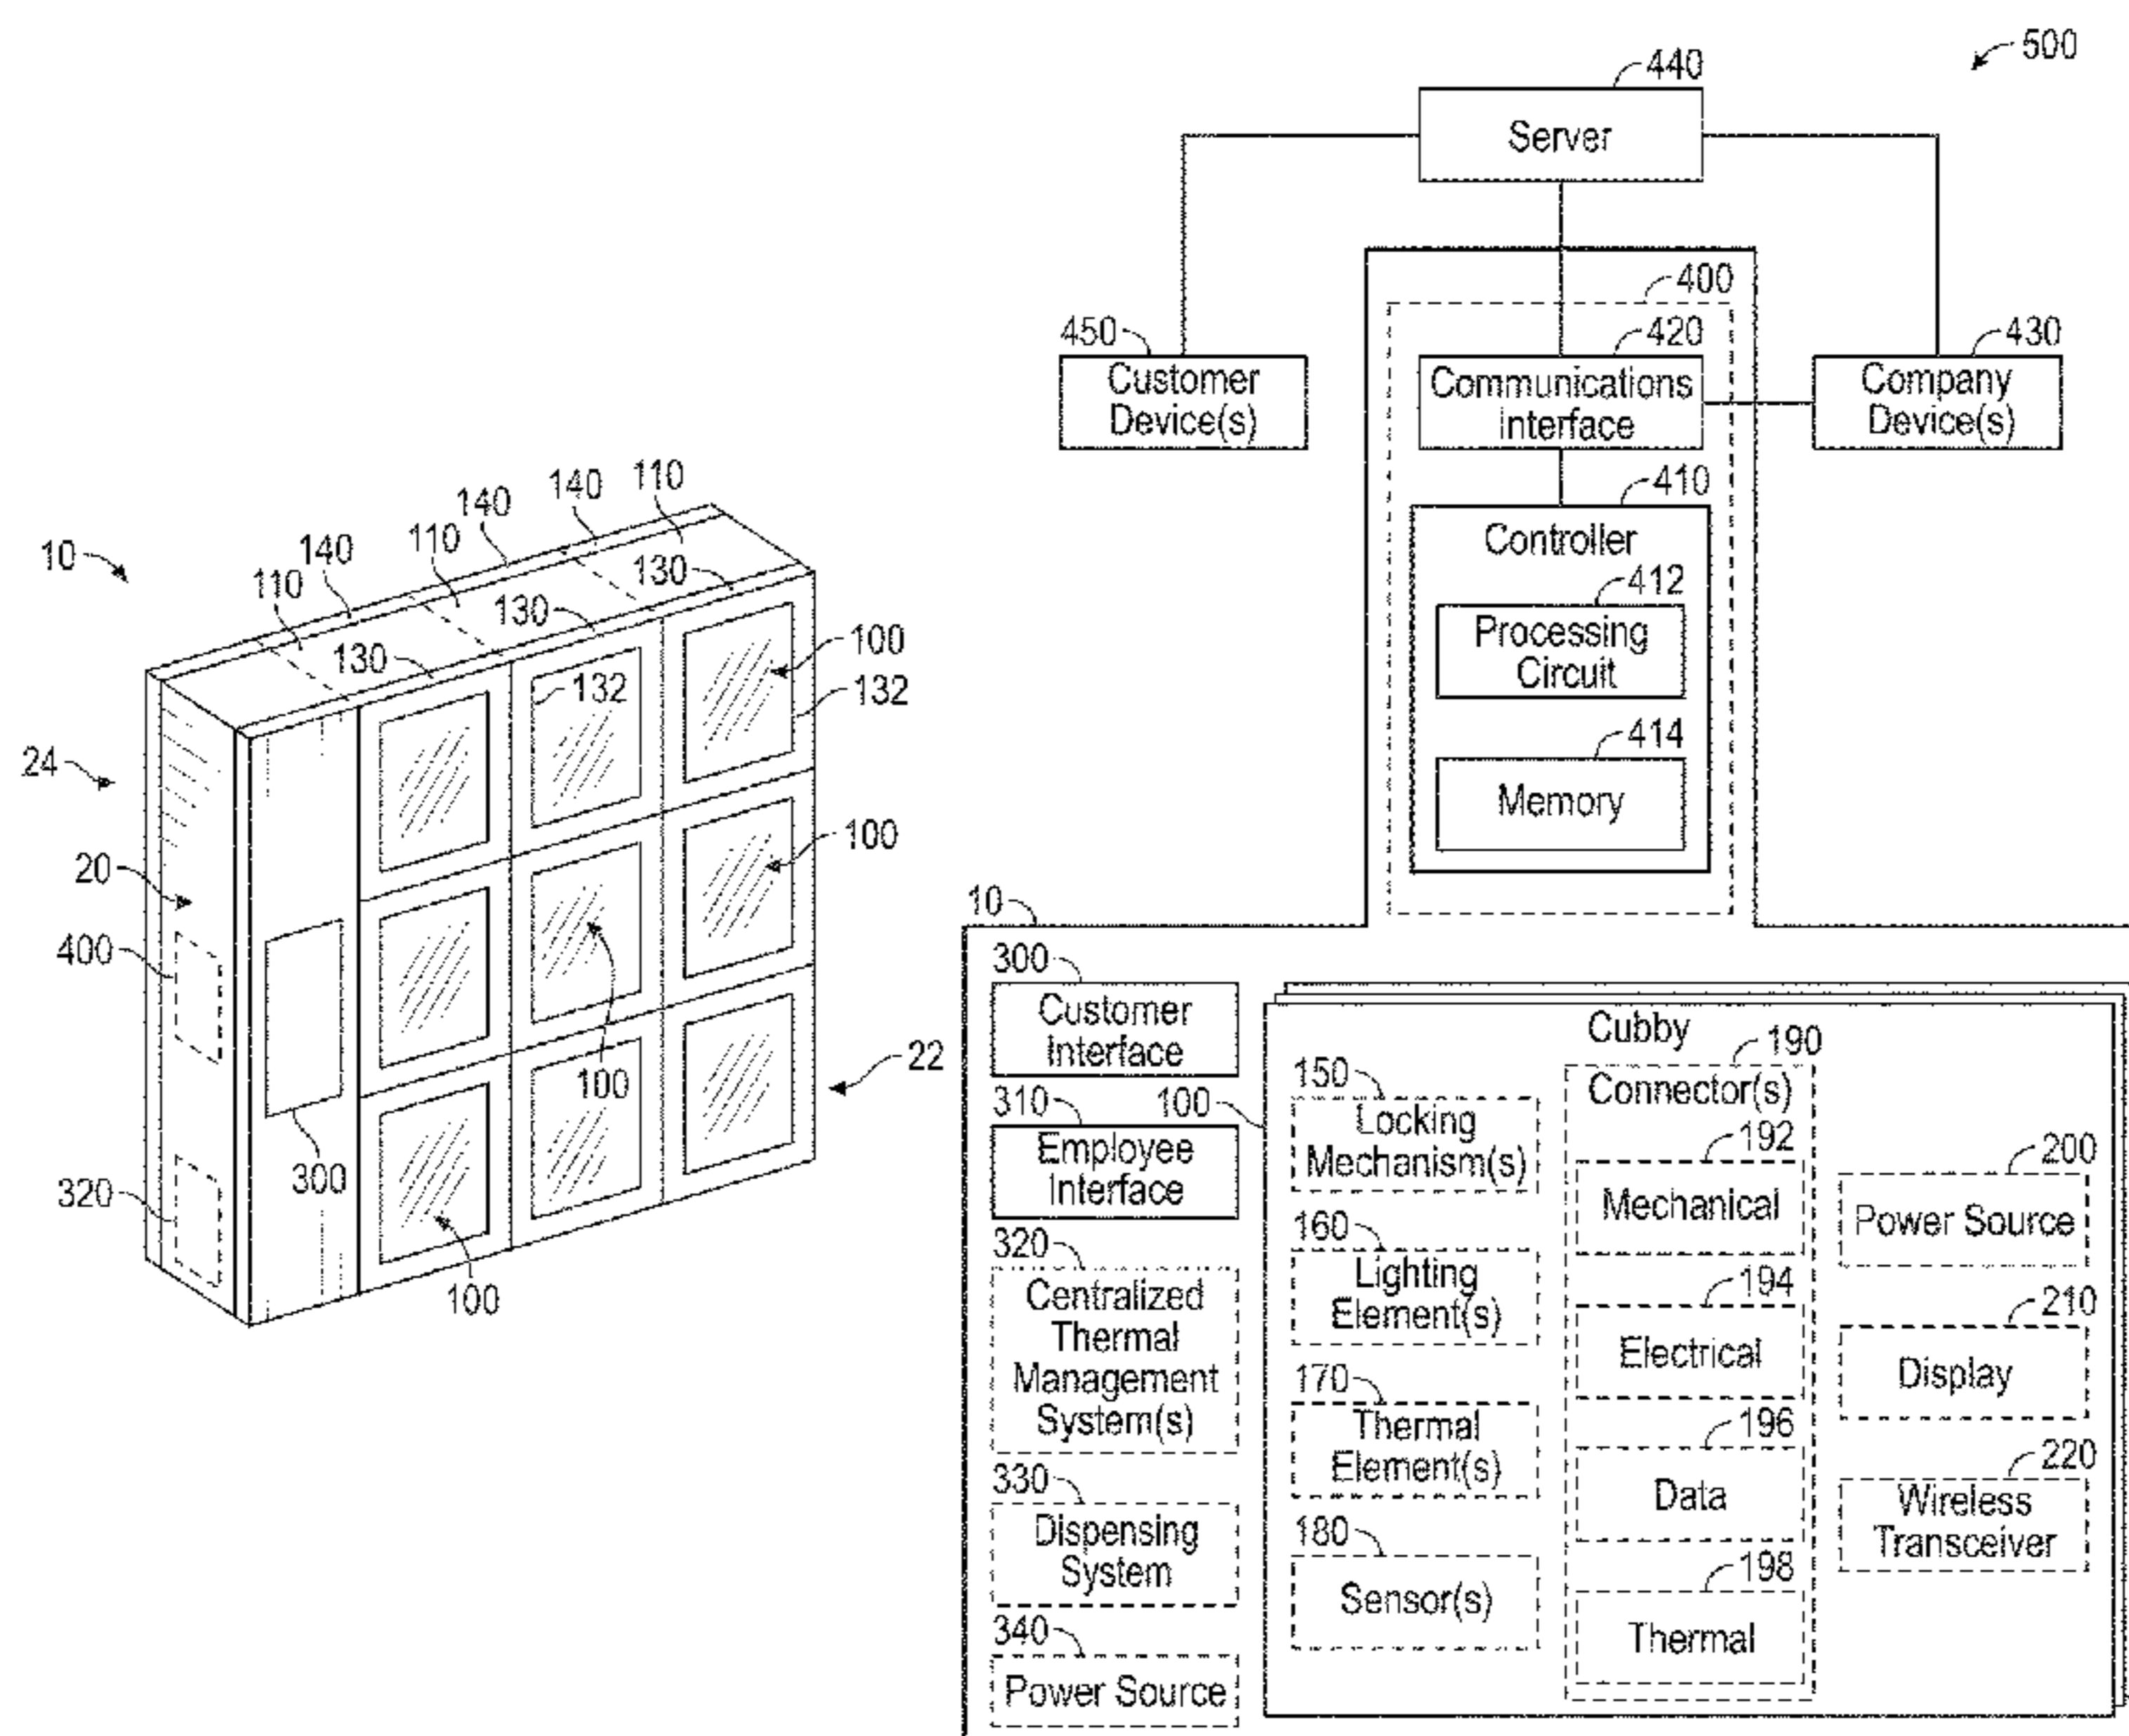 10
24
20
400
320
110
140
110
140
140
110
130
130
130
132
100
132
100
100
22
300
100
500
440
Server
400
450
Customer
Device(s)
420
Communications
Interface
430
Company
Device(s)
410
Controller
412
Processing
Circuit
414
Memory
10
300
Customer
Interface
310
Employee
Interface
320
Centralized
Thermal
Management
System(s)
330
Dispensing
System
340
Power Source
100
Cubby
150
Locking
Mechanism(s)
160
Lighting
Element(s)
170
Thermal
Element(s)
180
Sensor(s)
190
Connector(s)
192
Mechanical
194
Electrical
196
Data
198
Thermal
200
Power Source
210
Display
220
Wireless
Transceiver